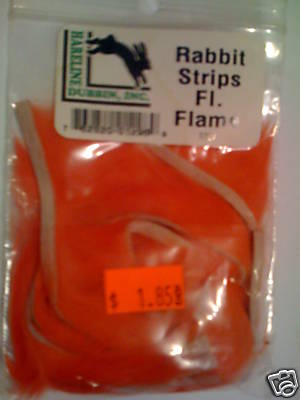 HARELINE
DUBBIN, INC.
Rabbit
Strips
Fl.
Flame
$ 1.85